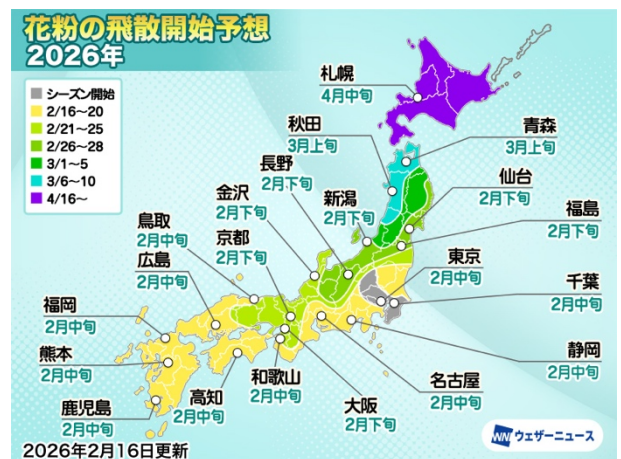 花粉の飛散開始予想
2026年
シーズン開始
2/16〜20
2/21〜25
2/26〜28
3/1〜5
3/6〜10
4/16〜
札幌
4月中旬
秋田
3月上旬
青森
3月上旬
長野
2月下旬
仙台
2月下旬
金沢
2月下旬
新潟
2月下旬
福島
2月下旬
鳥取
2月中旬
京都
2月下旬
東京
2月中旬
広島
2月中旬
千葉
2月中旬
福岡
2月中旬
静岡
2月中旬
熊本
2月中旬
和歌山
2月中旬
名古屋
2月中旬
鹿児島
2月中旬
高知
2月中旬
大阪
2月下旬
2026年2月16日更新
WNI ウェザーニュース